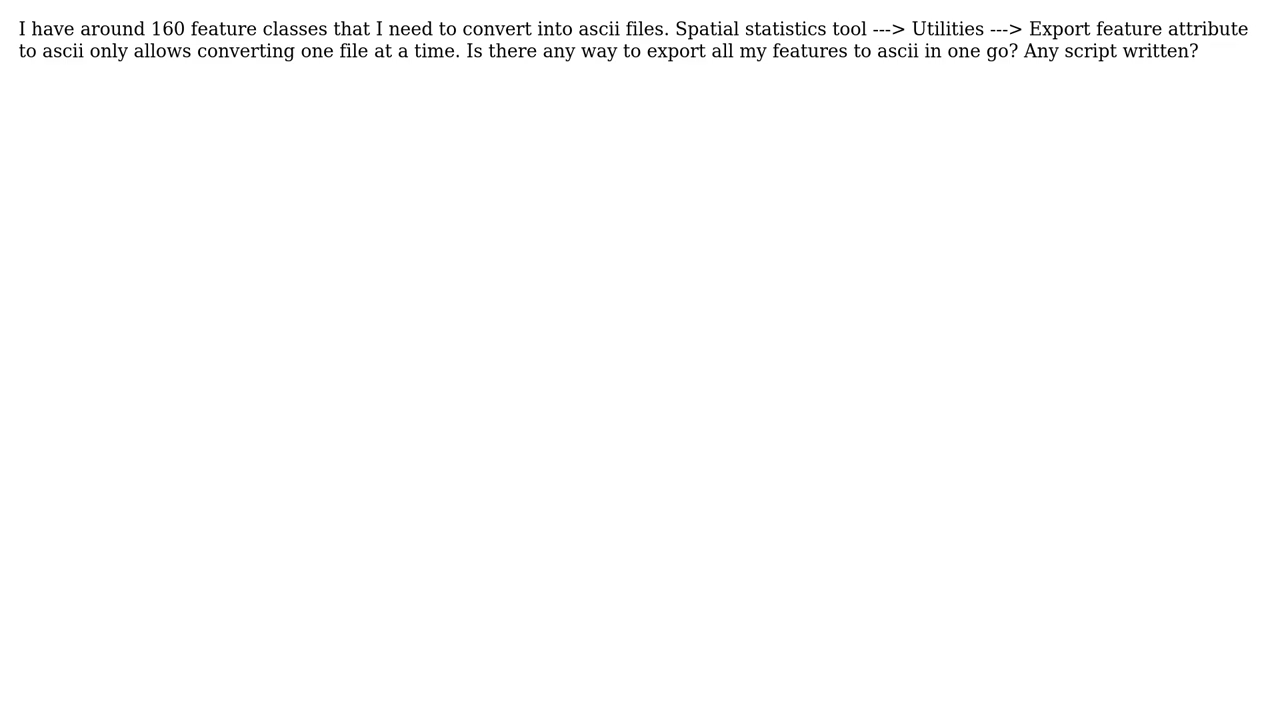 I have around 160 feature classes that I need to convert into ascii files. Spatial statistics tool ---> Utilities ---> Export feature attribute
to ascii only allows converting one file at a time. Is there any way to export all my features to ascii in one go? Any script written?